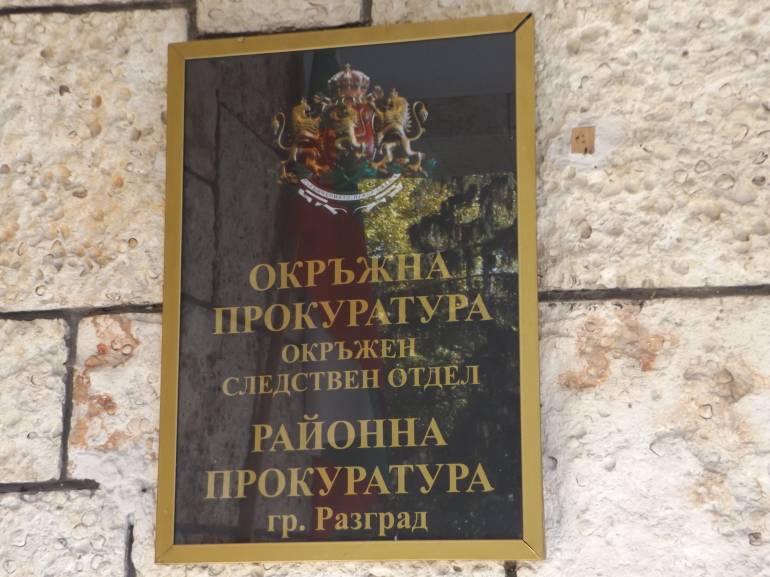 ОКРЪЖНА
ПРОКУРАТУРА
ОКРЪЖЕН
СЛЕДСТВЕН ОТДЕЛ
РАЙОННА
ПРОКУРАТУРА
гр. Разград